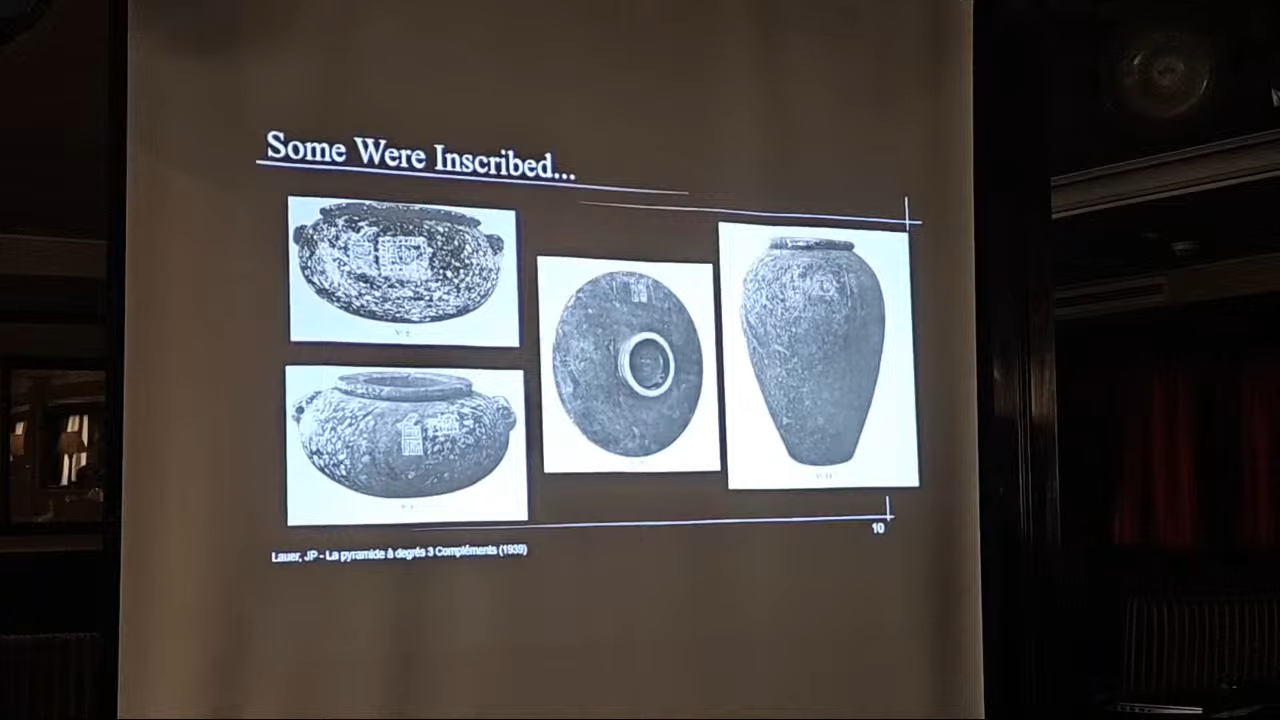 Some Were Inscribed...
10
Lauer, JP - La pyramide à degrés 3 Compléments (1939)